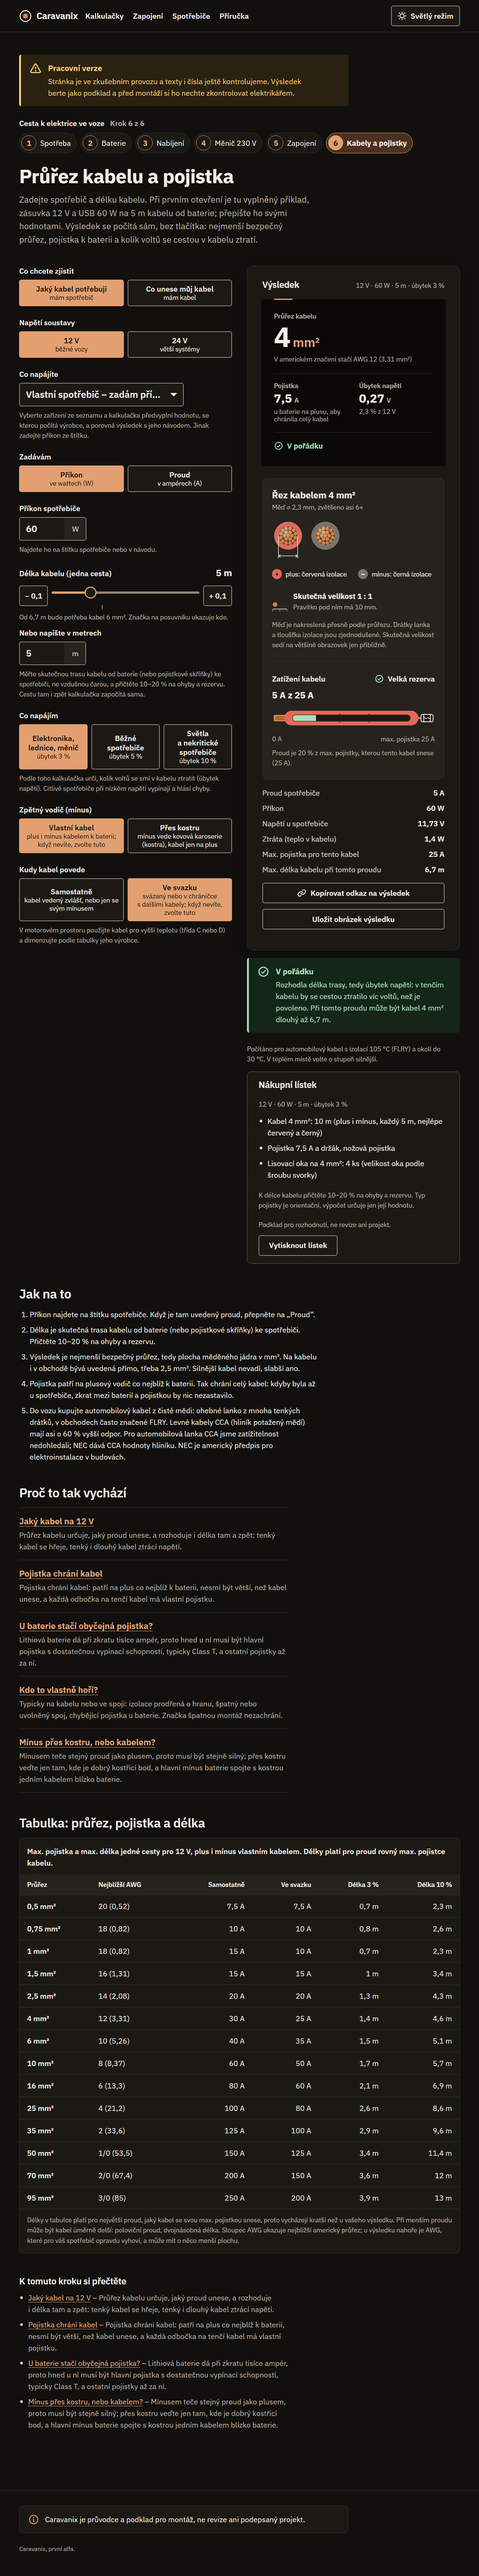 Caravanix Kalkulačky Zapojení Spotřebiče Příručka Světlý režim
Pracovní verze
Stránka je ve zkušebním provozu a texty i čísla ještě kontrolujeme. Výsledek
berte jako podklad a před montáží si ho nechte zkontrolovat elektrikářem.
Cesta k elektrice ve voze Krok 6 z 6
1 Spotřeba 2 Baterie 3 Nabíjení 4 Měnič 230 V 5 Zapojení 6 Kabely a pojistky
Průřez kabelu a pojistka
Zadejte spotřebič a délku kabelu. Při prvním otevření je tu vyplněný příklad,
zásuvka 12 V a USB 60 W na 5 m kabelu od baterie; přepište ho svými
hodnotami. Výsledek se počítá sám, bez tlačítka: nejmenší bezpečný
průřez, pojistka k baterii a kolik voltů se cestou v kabelu ztratí.
Co chcete zjistit
Jaký kabel potřebuji
mám spotřebič
Co unese můj kabel
mám kabel
Napětí soustavy
12 V
běžné vozy
24 V
větší systémy
Co napájíte
Vlastní spotřebič – zadám pří...
Vyberte zařízení ze seznamu a kalkulačka předvyplní hodnotu, se
kterou počítá výrobce, a porovná výsledek s jeho návodem. Jinak
zadejte příkon ze štítku.
Zadávám
Příkon
ve wattech (W)
Proud
v ampérech (A)
Příkon spotřebiče
60 W
Najdete ho na štítku spotřebiče nebo v návodu.
Délka kabelu (jedna cesta) 5 m
− 0,1 + 0,1
Od 6,7 m bude potřeba kabel 6 mm². Značka na posuvníku ukazuje kde.
Nebo napište v metrech
5 m
Měřte skutečnou trasu kabelu od baterie (nebo pojistkové skříňky) ke
spotřebiči, ne vzdušnou čarou, a přičtěte 10–20 % na ohyby a rezervu.
Cestu tam i zpět kalkulačka započítá sama.
Co napájím
Elektronika,
lednice, měnič
úbytek 3 %
Běžné
spotřebiče
úbytek 5 %
Světla
a nekritické
spotřebiče
úbytek 10 %
Podle toho kalkulačka určí, kolik voltů se smí v kabelu ztratit (úbytek
napětí). Citlivé spotřebiče při nízkém napětí vypínají a hlásí chyby.
Zpětný vodič (mínus)
Vlastní kabel
plus i mínus kabelem k baterii;
když nevíte, zvolte tuto
Přes kostru
mínus vede kovová karoserie
(kostra), kabel jen na plus
Kudy kabel povede
Samostatně
kabel vedený zvlášť, nebo jen se
svým mínusem
Ve svazku
svázaný nebo v chráničce
s dalšími kabely; když nevíte,
zvolte tuto
V motorovém prostoru použijte kabel pro vyšší teplotu (třída C nebo D)
a dimenzujte podle tabulky jeho výrobce.
Výsledek 12 V · 60 W · 5 m · úbytek 3 %
Průřez kabelu
4 mm²
V americkém značení stačí AWG 12 (3,31 mm²)
Pojistka
7,5 A
u baterie na plusu, aby
chránila celý kabel
Úbytek napětí
0,27 V
2,3 % z 12 V
V pořádku
Řez kabelem 4 mm²
Měď ⌀ 2,3 mm, zvětšeno asi 6×
+ plus: červená izolace − mínus: černá izolace
Skutečná velikost 1 : 1
Pravítko pod ním má 10 mm.
Měď je nakreslená přesně podle průřezu. Drátky lanka
a tloušťka izolace jsou zjednodušené. Skutečná velikost
sedí na většině obrazovek jen přibližně.
Zatížení kabelu Velká rezerva
5 A z 25 A
0 A max. pojistka 25 A
Proud je 20 % z max. pojistky, kterou tento kabel snese
(25 A).
Proud spotřebiče 5 A
Příkon 60 W
Napětí u spotřebiče 11,73 V
Ztráta (teplo v kabelu) 1,4 W
Max. pojistka pro tento kabel 25 A
Max. délka kabelu při tomto proudu 6,7 m
Kopírovat odkaz na výsledek
Uložit obrázek výsledku
V pořádku
Rozhodla délka trasy, tedy úbytek napětí: v tenčím
kabelu by se cestou ztratilo víc voltů, než je
povoleno. Při tomto proudu může být kabel 4 mm²
dlouhý až 6,7 m.
Počítáno pro automobilový kabel s izolací 105 °C (FLRY) a okolí do
30 °C. V teplém místě volte o stupeň silnější.
Nákupní lístek
12 V · 60 W · 5 m · úbytek 3 %
• Kabel 4 mm²: 10 m (plus i mínus, každý 5 m, nejlépe
červený a černý)
• Pojistka 7,5 A a držák, nožová pojistka
• Lisovací oka na 4 mm²: 4 ks (velikost oka podle
šroubu svorky)
K délce kabelu přičtěte 10–20 % na ohyby a rezervu. Typ
pojistky je orientační, výpočet určuje jen její hodnotu.
Podklad pro rozhodnutí, ne revize ani projekt.
Vytisknout lístek
Jak na to
1. Příkon najdete na štítku spotřebiče. Když je tam uvedený proud, přepněte na „Proud“.
2. Délka je skutečná trasa kabelu od baterie (nebo pojistkové skříňky) ke spotřebiči.
Přičtěte 10–20 % na ohyby a rezervu.
3. Výsledek je nejmenší bezpečný průřez, tedy plocha měděného jádra v mm². Na kabelu
i v obchodě bývá uvedená přímo, třeba 2,5 mm². Silnější kabel nevadí, slabší ano.
4. Pojistka patří na plusový vodič co nejblíž k baterii. Tak chrání celý kabel: kdyby byla až
u spotřebiče, zkrat mezi baterií a pojistkou by nic nezastavilo.
5. Do vozu kupujte automobilový kabel z čisté mědi: ohebné lanko z mnoha tenkých
drátků, v obchodech často značené FLRY. Levné kabely CCA (hliník potažený mědí)
mají asi o 60 % vyšší odpor. Pro automobilová lanka CCA jsme zatížitelnost
nedohledali; NEC dává CCA hodnoty hliníku. NEC je americký předpis pro
elektroinstalace v budovách.
Proč to tak vychází
Jaký kabel na 12 V
Průřez kabelu určuje, jaký proud unese, a rozhoduje i délka tam a zpět: tenký
kabel se hřeje, tenký i dlouhý kabel ztrácí napětí.
Pojistka chrání kabel
Pojistka chrání kabel: patří na plus co nejblíž k baterii, nesmí být větší, než kabel
unese, a každá odbočka na tenčí kabel má vlastní pojistku.
U baterie stačí obyčejná pojistka?
Lithiová baterie dá při zkratu tisíce ampér, proto hned u ní musí být hlavní
pojistka s dostatečnou vypínací schopností, typicky Class T, a ostatní pojistky až
za ní.
Kde to vlastně hoří?
Typicky na kabelu nebo ve spoji: izolace prodřená o hranu, špatný nebo
uvolněný spoj, chybějící pojistka u baterie. Značka špatnou montáž nezachrání.
Mínus přes kostru, nebo kabelem?
Mínusem teče stejný proud jako plusem, proto musí být stejně silný; přes kostru
veďte jen tam, kde je dobrý kostřicí bod, a hlavní mínus baterie spojte s kostrou
jedním kabelem blízko baterie.
Tabulka: průřez, pojistka a délka
Max. pojistka a max. délka jedné cesty pro 12 V, plus i mínus vlastním kabelem. Délky platí pro proud rovný max. pojistce
kabelu.
Průřez Nejbližší AWG Samostatně Ve svazku Délka 3 % Délka 10 %
0,5 mm² 20 (0,52) 7,5 A 7,5 A 0,7 m 2,3 m
0,75 mm² 18 (0,82) 10 A 10 A 0,8 m 2,6 m
1 mm² 18 (0,82) 15 A 10 A 0,7 m 2,3 m
1,5 mm² 16 (1,31) 15 A 15 A 1 m 3,4 m
2,5 mm² 14 (2,08) 20 A 20 A 1,3 m 4,3 m
4 mm² 12 (3,31) 30 A 25 A 1,4 m 4,6 m
6 mm² 10 (5,26) 40 A 35 A 1,5 m 5,1 m
10 mm² 8 (8,37) 60 A 50 A 1,7 m 5,7 m
16 mm² 6 (13,3) 80 A 60 A 2,1 m 6,9 m
25 mm² 4 (21,2) 100 A 80 A 2,6 m 8,6 m
35 mm² 2 (33,6) 125 A 100 A 2,9 m 9,6 m
50 mm² 1/0 (53,5) 150 A 125 A 3,4 m 11,4 m
70 mm² 2/0 (67,4) 200 A 150 A 3,6 m 12 m
95 mm² 3/0 (85) 250 A 200 A 3,9 m 13 m
Délky v tabulce platí pro největší proud, jaký kabel se svou max. pojistkou snese, proto vycházejí kratší než u vašeho výsledku. Při menším proudu
může být kabel úměrně delší: poloviční proud, dvojnásobná délka. Sloupec AWG ukazuje nejbližší americký průřez; u výsledku nahoře je AWG,
které pro váš spotřebič opravdu vyhoví, a může mít o něco menší plochu.
K tomuto kroku si přečtěte
• Jaký kabel na 12 V – Průřez kabelu určuje, jaký proud unese, a rozhoduje
i délka tam a zpět: tenký kabel se hřeje, tenký i dlouhý kabel ztrácí napětí.
• Pojistka chrání kabel – Pojistka chrání kabel: patří na plus co nejblíž k baterii,
nesmí být větší, než kabel unese, a každá odbočka na tenčí kabel má vlastní
pojistku.
• U baterie stačí obyčejná pojistka? – Lithiová baterie dá při zkratu tisíce ampér,
proto hned u ní musí být hlavní pojistka s dostatečnou vypínací schopností,
typicky Class T, a ostatní pojistky až za ní.
• Mínus přes kostru, nebo kabelem? – Mínusem teče stejný proud jako plusem,
proto musí být stejně silný; přes kostru veďte jen tam, kde je dobrý kostřicí
bod, a hlavní mínus baterie spojte s kostrou jedním kabelem blízko baterie.
Caravanix je průvodce a podklad pro montáž, ne revize ani podepsaný projekt.
Caravanix, první alfa.